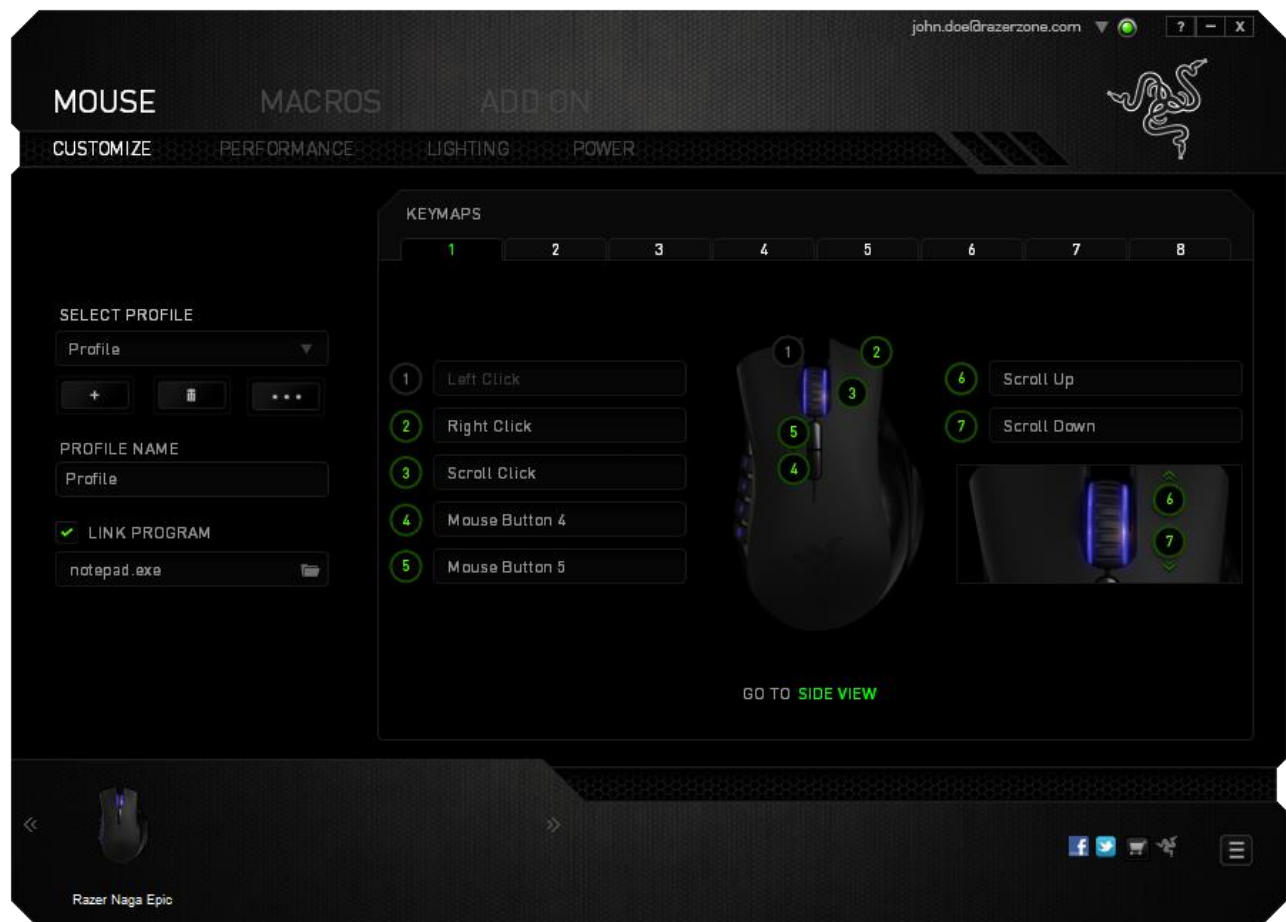 john.doe@razerzone.com ? – X
MOUSE MACROS ADD ON
CUSTOMIZE PERFORMANCE LIGHTING POWER
KEYMAPS
1 2 3 4 5 6 7 8
SELECT PROFILE
Profile
+ •••
PROFILE NAME
Profile
LINK PROGRAM
notepad.exe
1 Left Click
2 Right Click
3 Scroll Click
4 Mouse Button 4
5 Mouse Button 5
1 2
3
5
4
6 Scroll Up
7 Scroll Down
6
7
GO TO SIDE VIEW
Razer Naga Epic
f